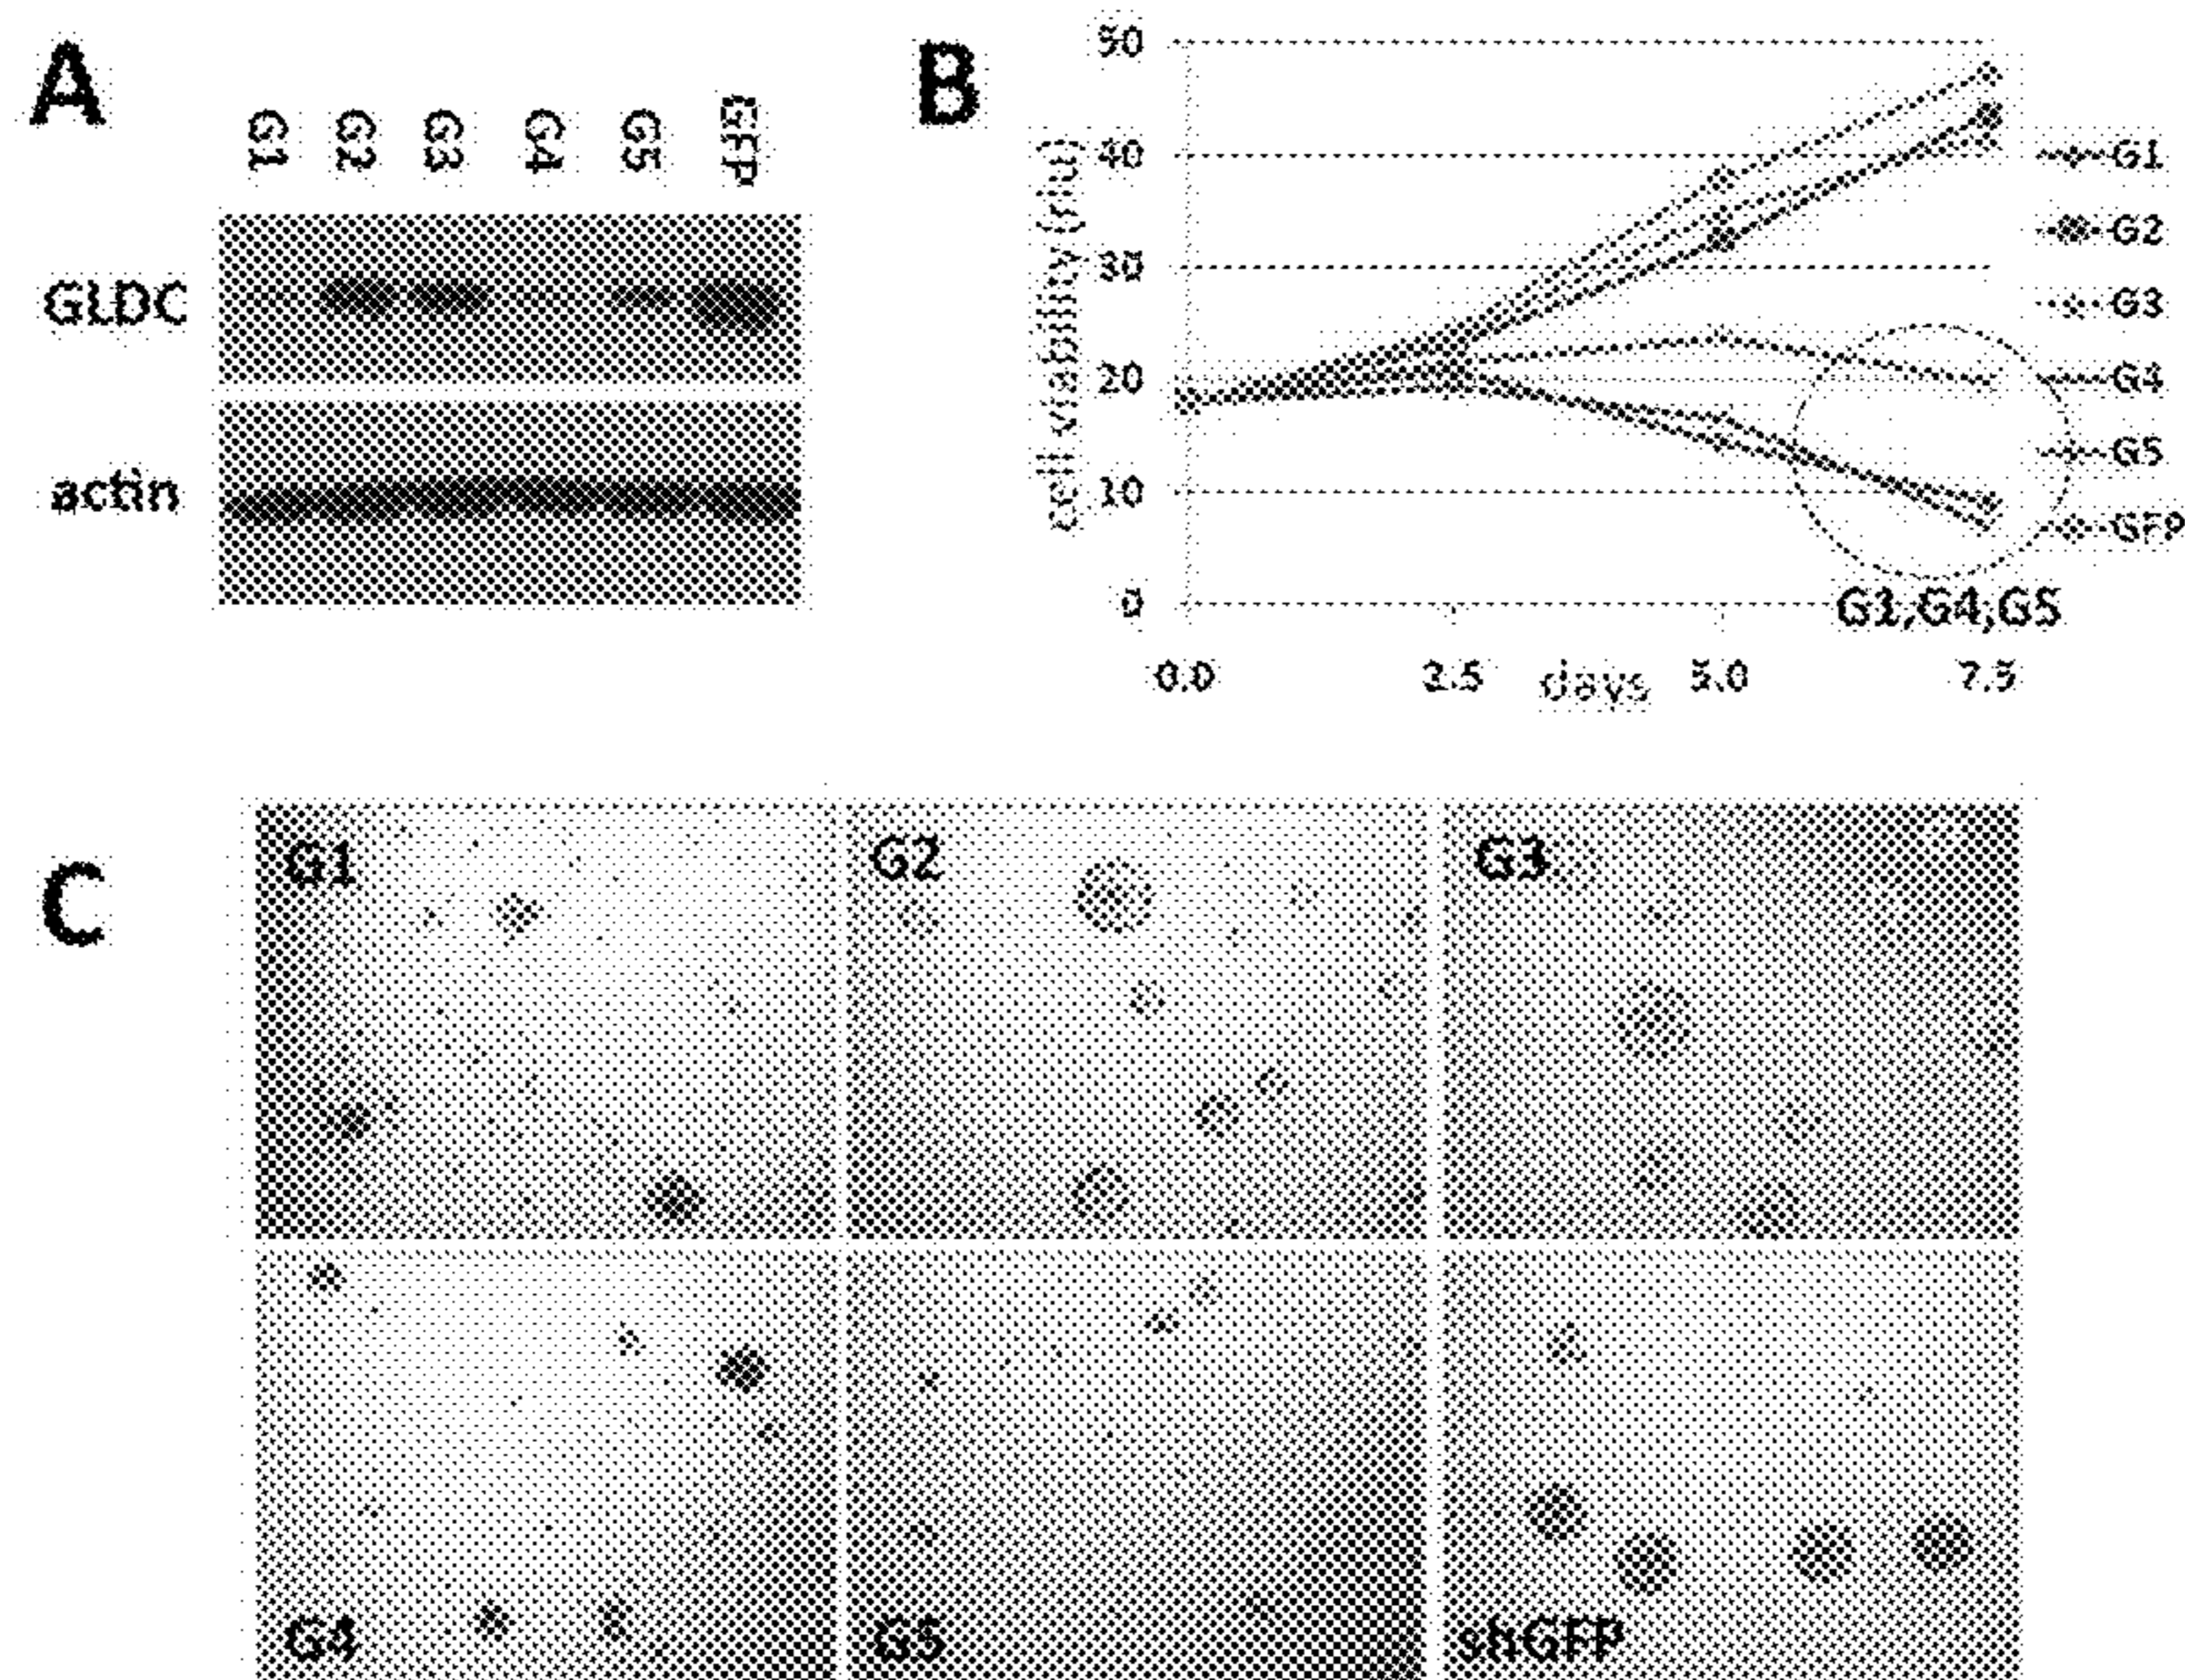 A
G1 G2 G3 G4 G5 GFP
GLDC
actin
B
cell viability (rlu)
50
40
30
20
10
0
0.0 2.5 5.0 7.5
days
G1
G2
G3
G4
G5
GFP
G1,G4,G5
C
G1 G2 G3
G4 G5 shGFP